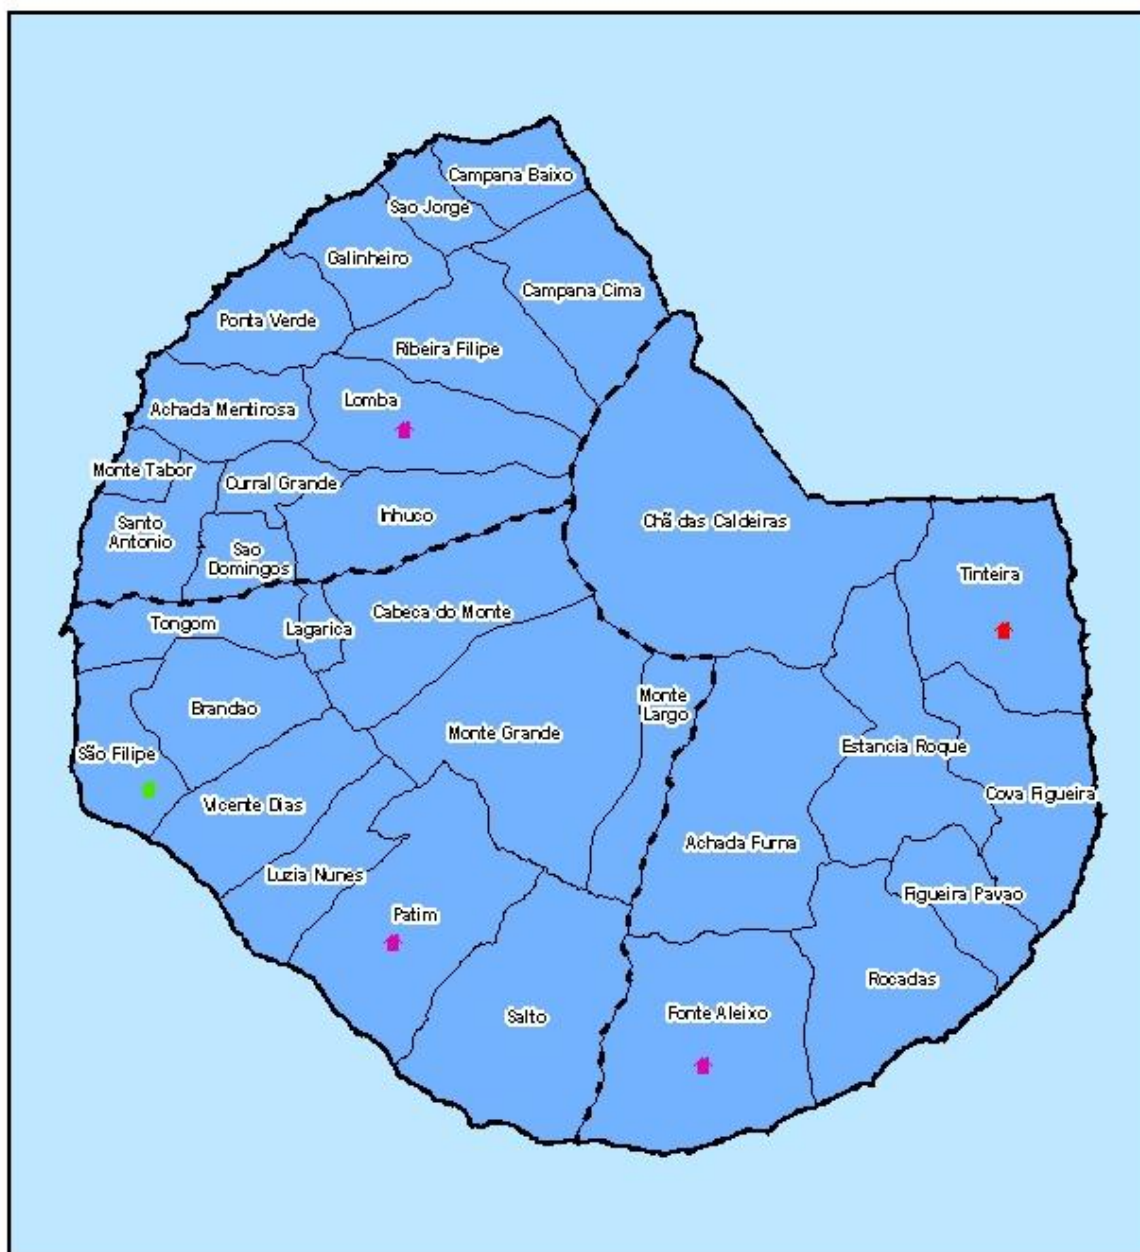 Campana Baixo
Sao Jorge
Galinheiro
Campana Cima
Ponta Verde
Ribeira Filipe
Lomba
Achada Mentirosa
Monte Tabor
Curral Grande
Inhuco
Santo
Antonio
Sao
Domingos
Chã das Caldeiras
Tinteira
Cabeca do Monte
Tongom
Lagarica
Monte
Largo
Brandao
Monte Grande
Estancia Roque
São Filipe
Vicente Dias
Cova Figueira
Achada Furna
Luzia Nunes
Figueira Pavao
Patim
Rocadas
Salto
Fonte Aleixo